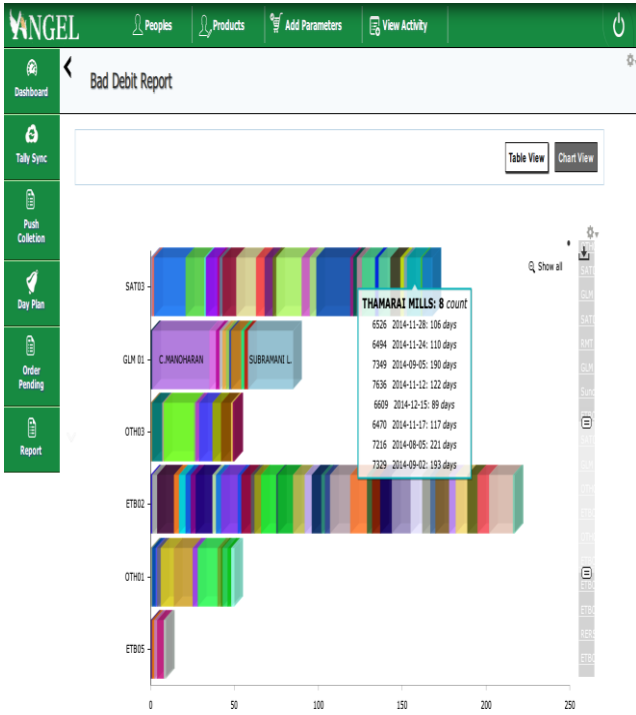 ANGEL
Peoples
Products
Add Parameters
View Activity
Dashboard
Bad Debit Report
Tally Sync
Table View
Chart View
Push
Colletion
Day Plan
Order
Pending
Report
Show all
SAT03
THAMARAI MILLS: 8 count
6526 2014-11-28: 106 days
6494 2014-11-24: 110 days
7349 2014-09-05: 190 days
7636 2014-11-12: 122 days
6609 2014-12-15: 89 days
6470 2014-11-17: 117 days
7216 2014-08-05: 221 days
7329 2014-09-02: 193 days
GLM 01
C.MANOHARAN
SUBRAMANI L.
OTH03
ETB02
OTH01
ETB05
0 50 100 150 200 250